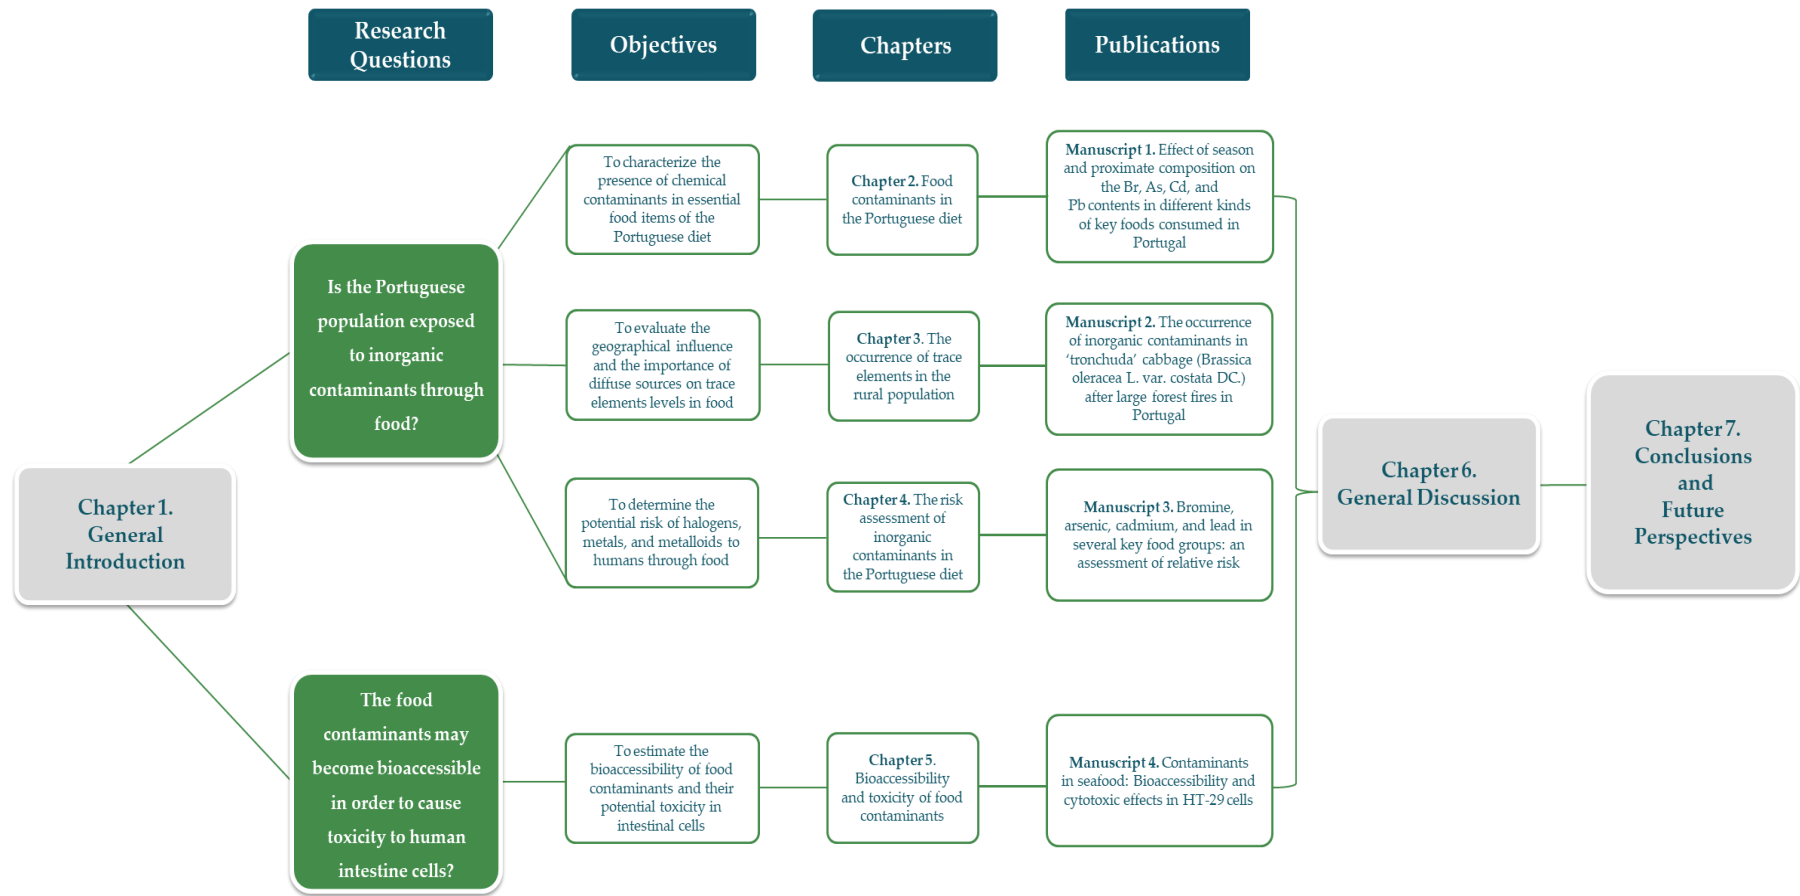 Research
Questions
Objectives
Chapters
Publications
Chapter 1.
General
Introduction
Is the Portuguese
population exposed
to inorganic
contaminants through
food?
To characterize the
presence of chemical
contaminants in essential
food items of the
Portuguese diet
Chapter 2. Food
contaminants in
the Portuguese diet
Manuscript 1. Effect of season
and proximate composition on
the Br, As, Cd, and
Pb contents in different kinds
of key foods consumed in
Portugal
To evaluate the
geographical influence
and the importance of
diffuse sources on trace
elements levels in food
Chapter 3. The
occurrence of trace
elements in the
rural population
Manuscript 2. The occurrence
of inorganic contaminants in
‘tronchuda’ cabbage (Brassica
oleracea L. var. costata DC.)
after large forest fires in
Portugal
To determine the
potential risk of halogens,
metals, and metalloids to
humans through food
Chapter 4. The risk
assessment of
inorganic
contaminants in
the Portuguese diet
Manuscript 3. Bromine,
arsenic, cadmium, and lead in
several key food groups: an
assessment of relative risk
The food
contaminants may
become bioaccessible
in order to cause
toxicity to human
intestine cells?
To estimate the
bioaccessibility of food
contaminants and their
potential toxicity in
intestinal cells
Chapter 5.
Bioaccessibility
and toxicity of food
contaminants
Manuscript 4. Contaminants
in seafood: Bioaccessibility and
cytotoxic effects in HT-29 cells
Chapter 6.
General Discussion
Chapter 7.
Conclusions
and
Future
Perspectives